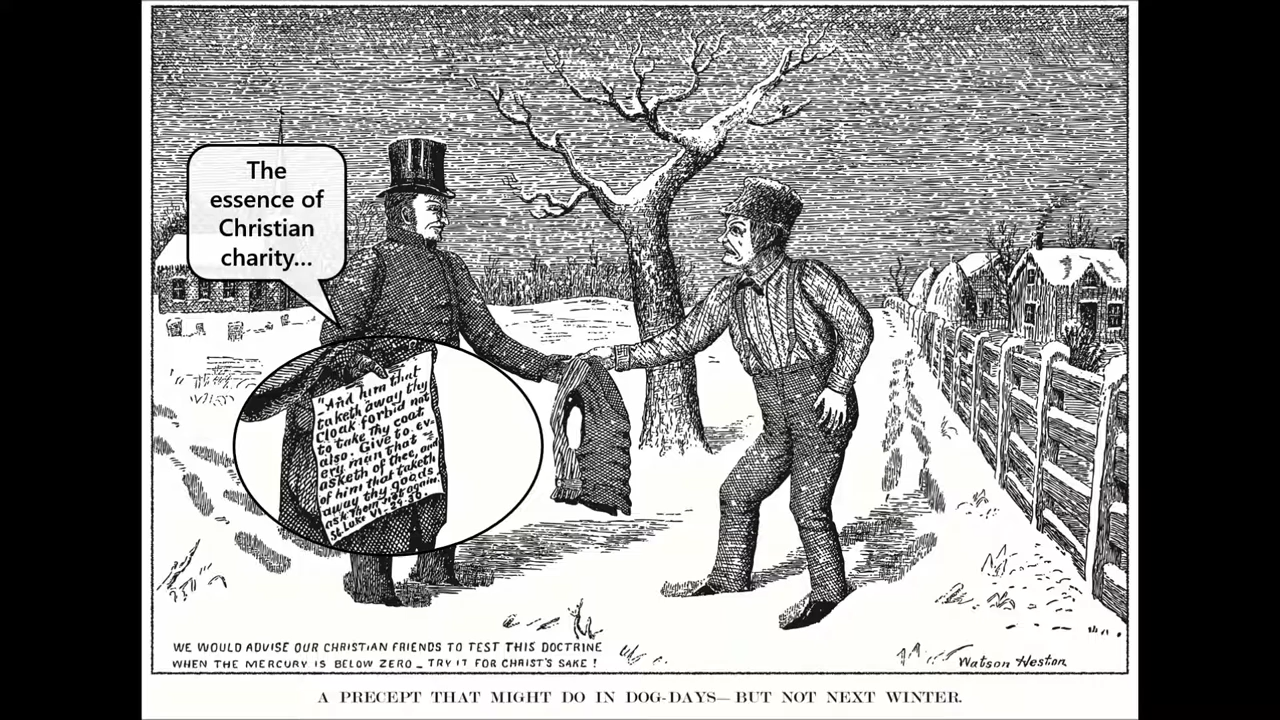 The
essence of
Christian
charity...
"And him that
taketh away thy
Cloak forbid not
to take thy coat
also. Give to ev-
ery man that
asketh of thee, and
of him that taketh
away thy goods
ask them not again.
St. Luke VI-29-30.
WE WOULD ADVISE OUR CHRISTIAN FRIENDS TO TEST THIS DOCTRINE
WHEN THE MERCURY IS BELOW ZERO — TRY IT FOR CHRIST'S SAKE!
Watson Heston
A PRECEPT THAT MIGHT DO IN DOG-DAYS—BUT NOT NEXT WINTER.